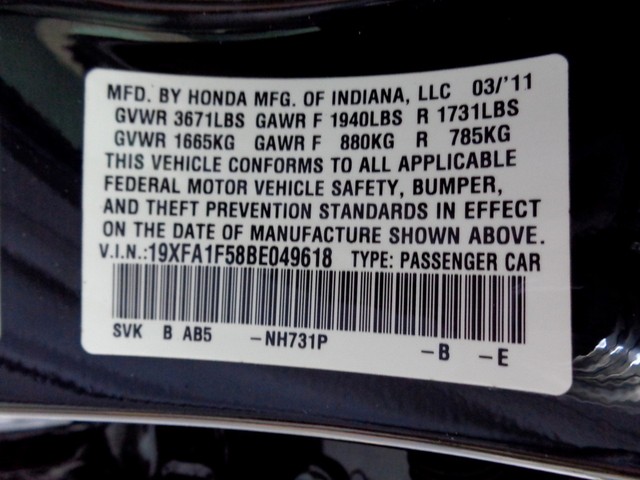 MFD. BY HONDA MFG. OF INDIANA, LLC 03/'11
GVWR 3671LBS GAWR F 1940LBS R 1731LBS
GVWR 1665KG GAWR F 880KG R 785KG
THIS VEHICLE CONFORMS TO ALL APPLICABLE
FEDERAL MOTOR VEHICLE SAFETY, BUMPER,
AND THEFT PREVENTION STANDARDS IN EFFECT
ON THE DATE OF MANUFACTURE SHOWN ABOVE.
V.I.N.:19XFA1F58BE049618 TYPE: PASSENGER CAR
SVK B AB5 -NH731P -B -E